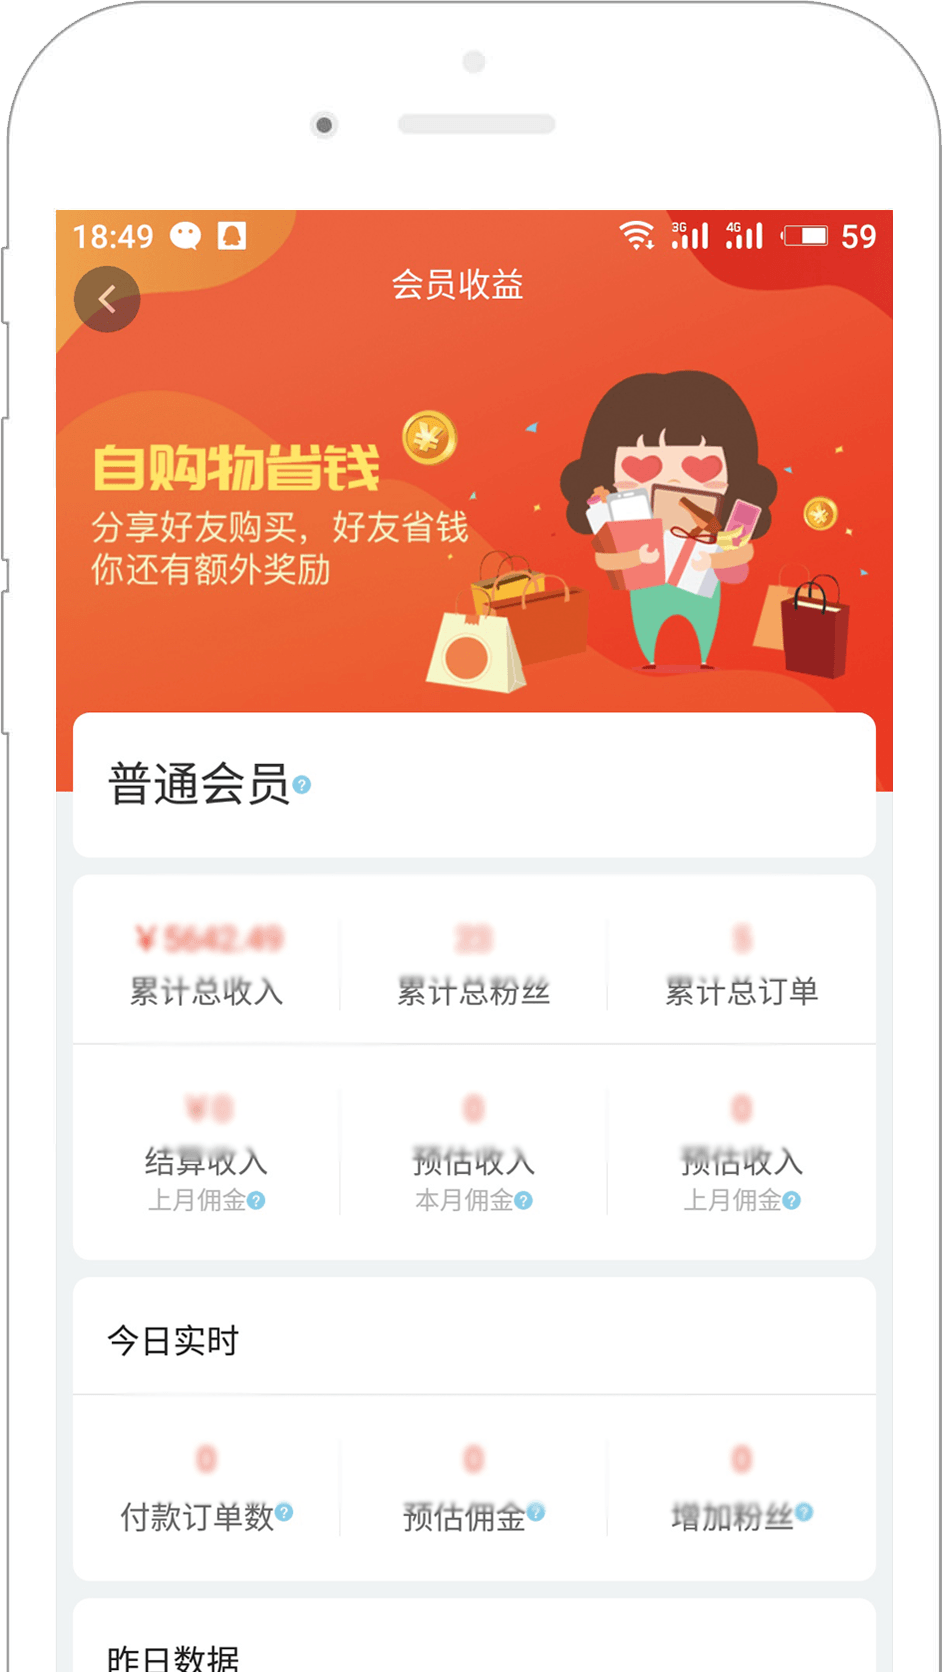 18:49
3G
4G
59
会员收益
自购物省钱
分享好友购买，好友省钱
你还有额外奖励
普通会员?
¥5642.49
23
5
累计总收入
累计总粉丝
累计总订单
¥0
0
0
结算收入
预估收入
预估收入
上月佣金?
本月佣金?
上月佣金?
今日实时
0
0
0
付款订单数?
预估佣金?
增加粉丝?
昨日数据